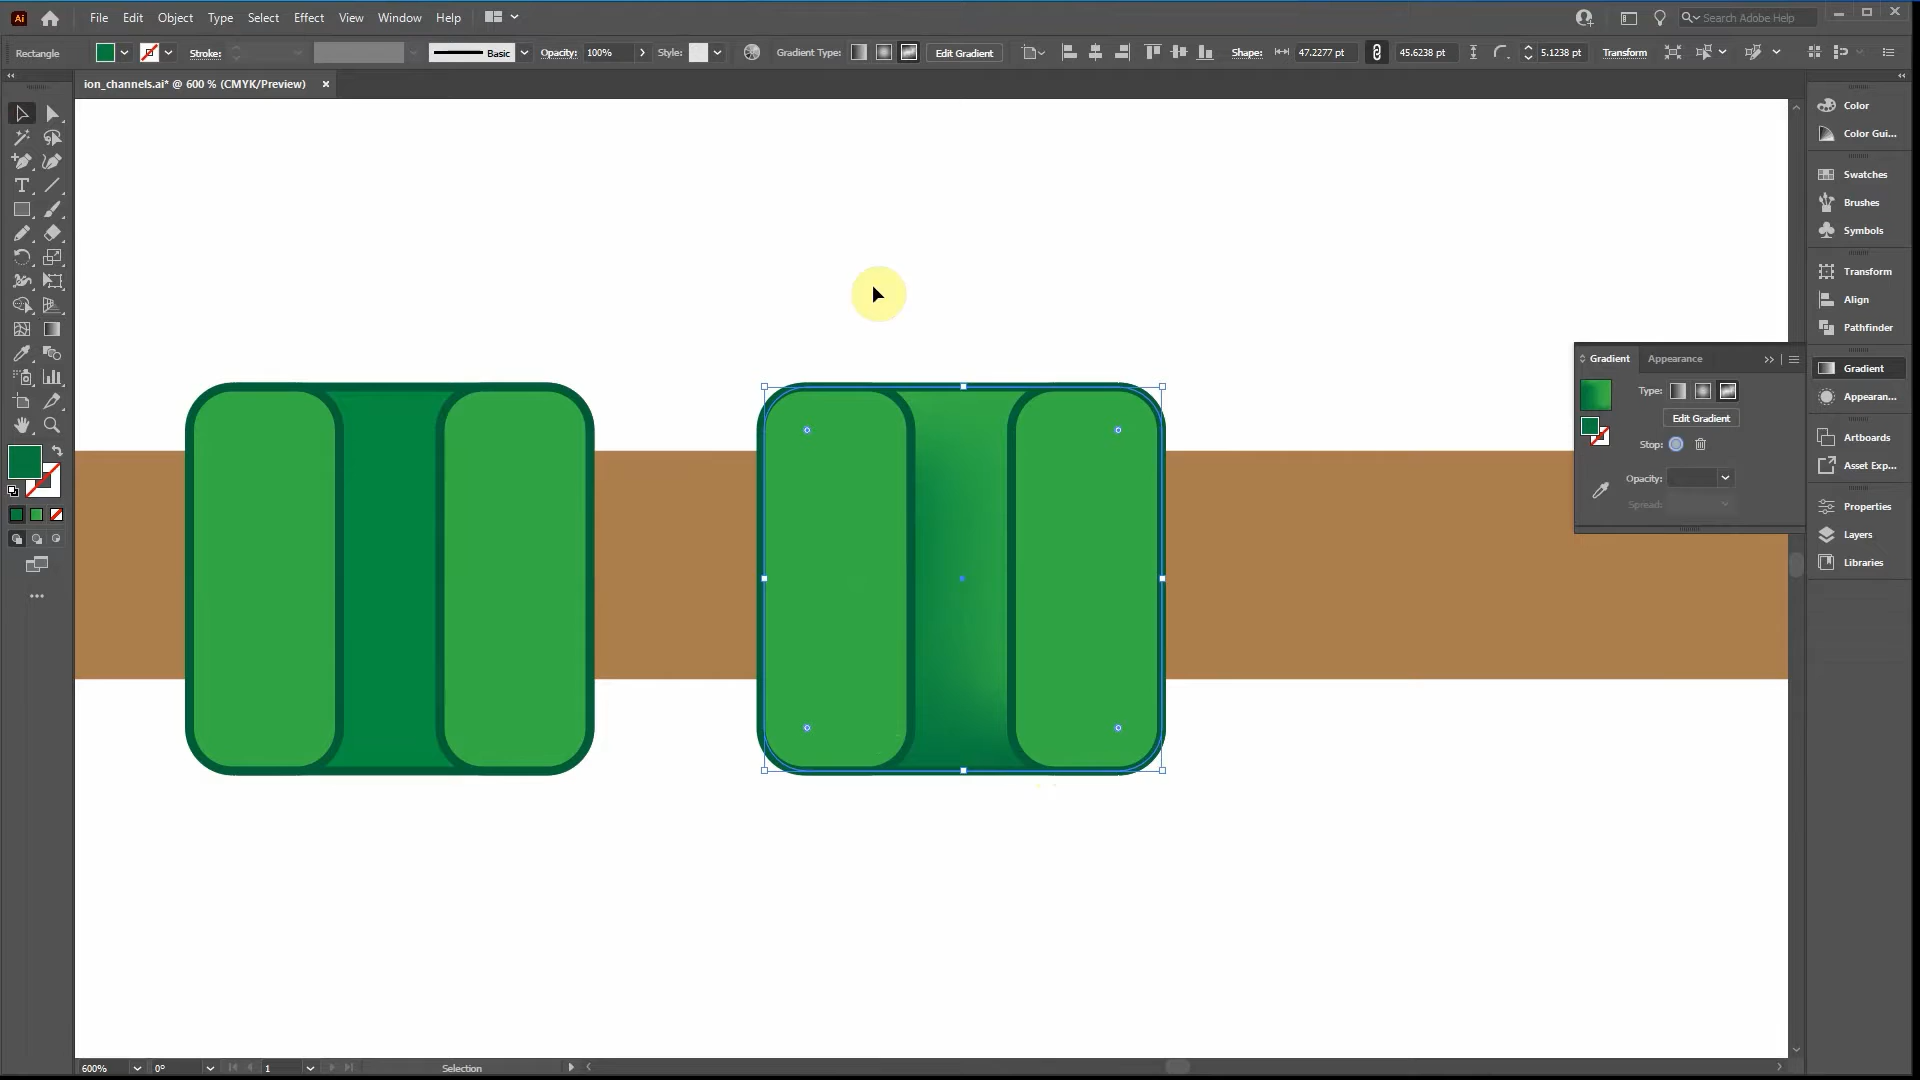 Ai File Edit Object Type Select Effect View Window Help Search Adobe Help
Rectangle Stroke: Basic Opacity: 100% Style: Gradient Type: Edit Gradient Shape: 47.2277 pt 45.6238 pt 5.1238 pt Transform
ion_channels.ai* @ 600 % (CMYK/Preview)
Color
Color Gui...
Swatches
Brushes
Symbols
Transform
Align
Pathfinder
Gradient
Appearan...
Artboards
Asset Exp...
Properties
Layers
Libraries
Gradient Appearance
Type:
Edit Gradient
Stop:
Opacity:
Spread:
600% 0° 1 Selection